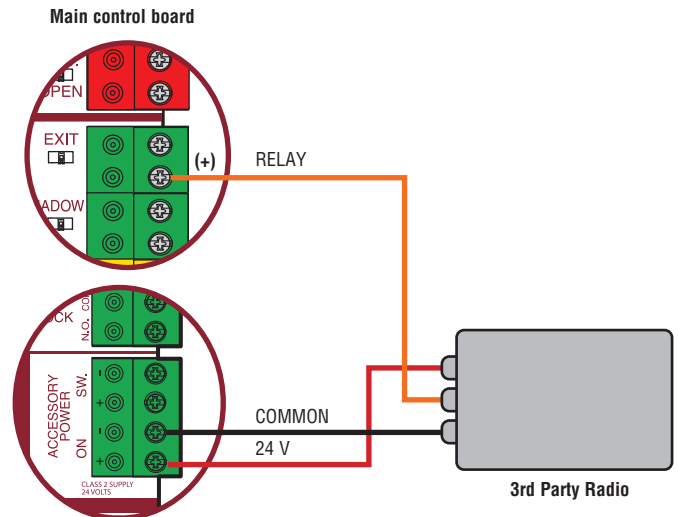 Main control board
OPEN
EXIT
(+)
RELAY
ADOW
N.O. CO
CK
ACCESSORY
POWER
ON SW.
- + - +
COMMON
24 V
CLASS 2 SUPPLY
24 VOLTS
3rd Party Radio